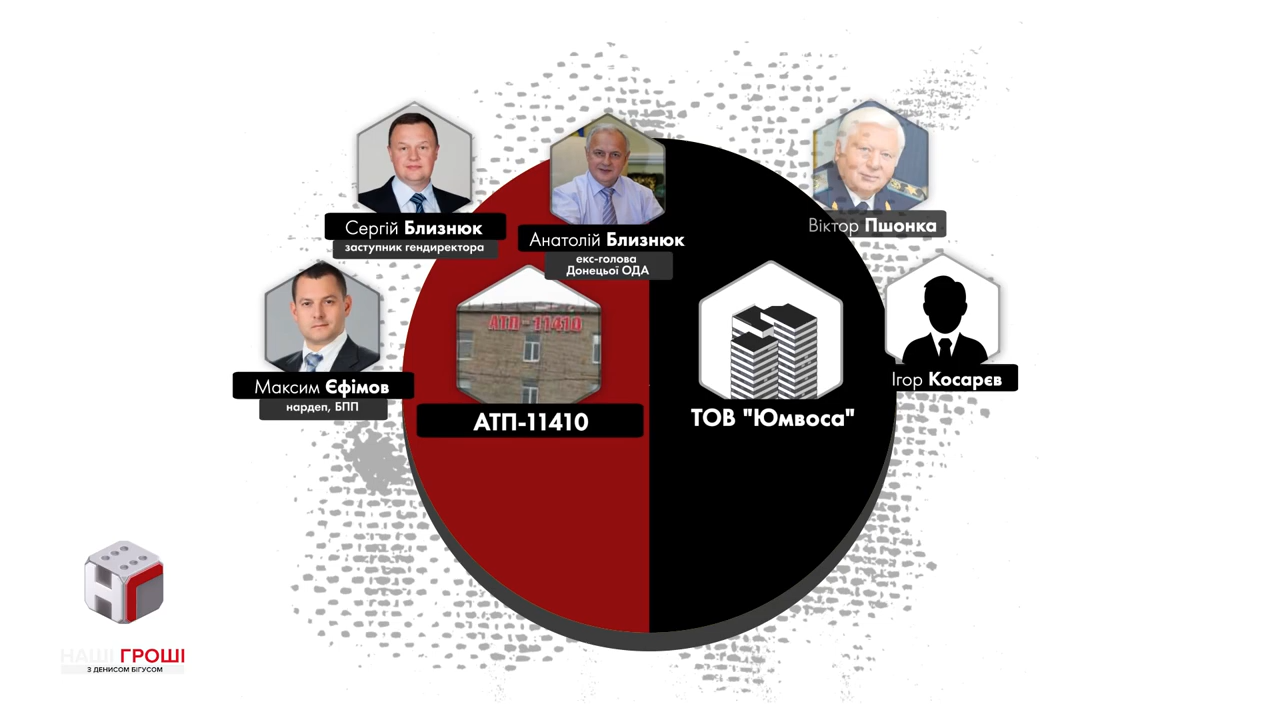 Сергій Близнюк
заступник гендиректора
Анатолій Близнюк
екс-голова
Донецьої ОДА
Віктор Пшонка
Максим Єфімов
нардеп, БПП
АТП-11410
АТП-11410
ТОВ "Юмвоса"
Ігор Косарєв
НАШІ ГРОШІ
З ДЕНИСОМ БІГУСОМ